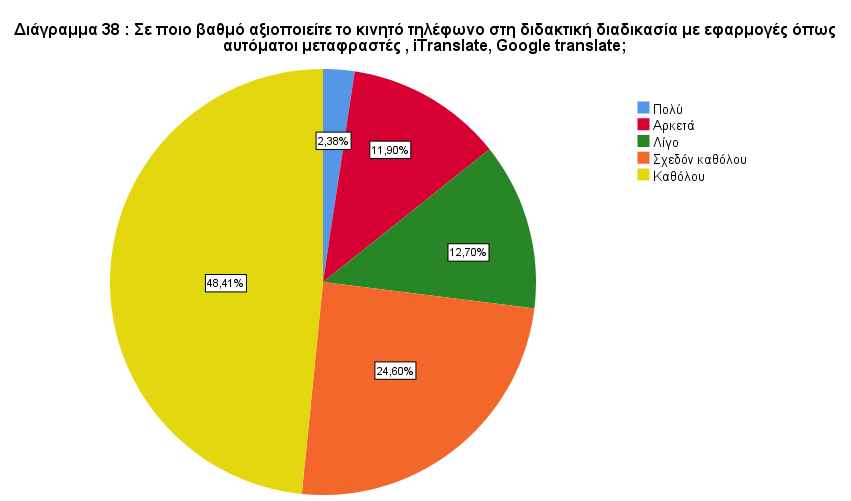 Διάγραμμα 38 : Σε ποιο βαθμό αξιοποιείτε το κινητό τηλέφωνο στη διδακτική διαδικασία με εφαρμογές όπως
αυτόματοι μεταφραστές , iTranslate, Google translate;
Πολύ
Αρκετά
Λίγο
Σχεδόν καθόλου
Καθόλου
2,38%
11,90%
12,70%
48,41%
24,60%